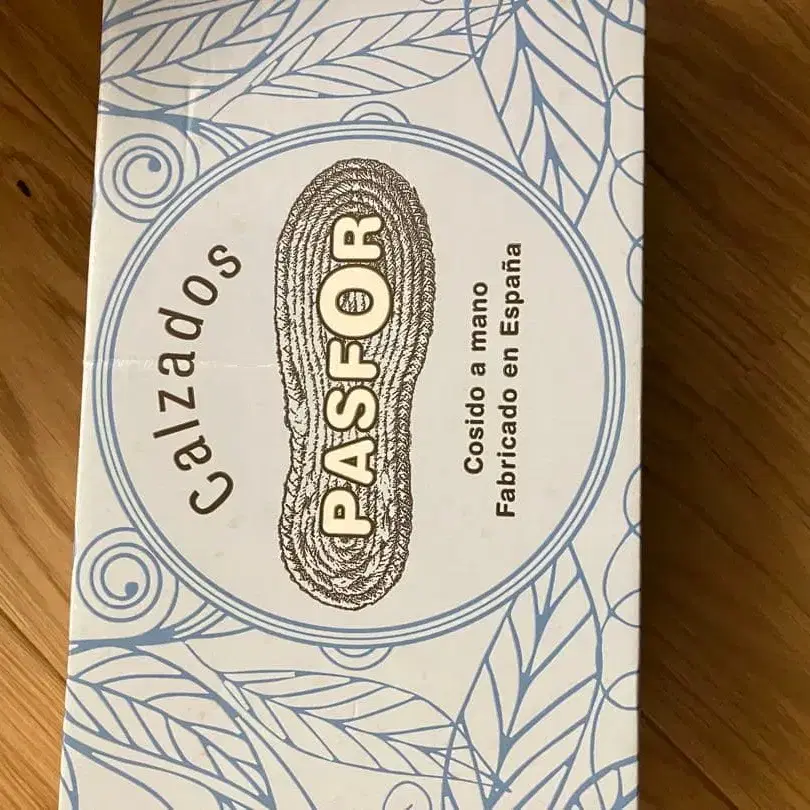 Calzados
PASFOR
Cosido a mano
Fabricado en España